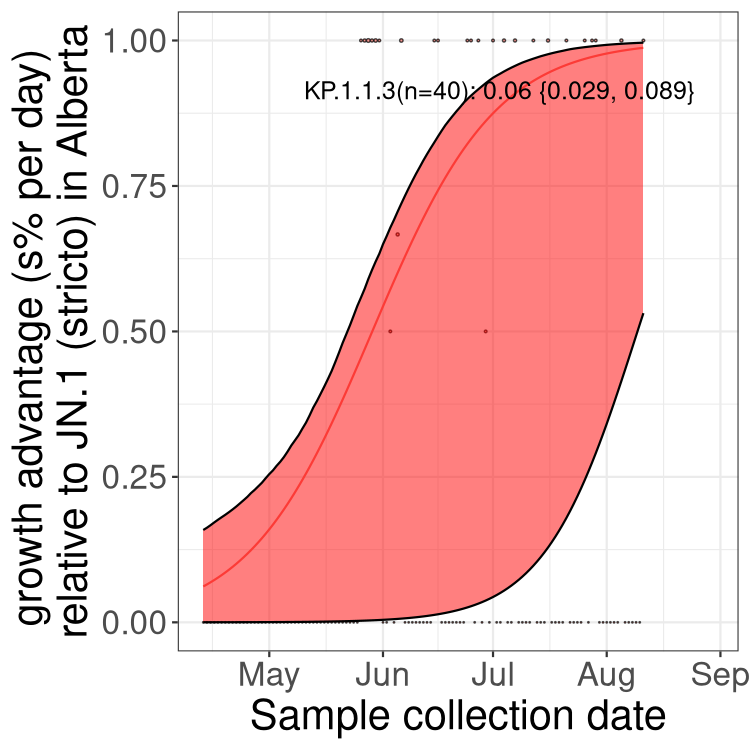 growth advantage (s% per day)
relative to JN.1 (stricto) in Alberta
1.00
0.75
0.50
0.25
0.00
KP.1.1.3(n=40): 0.06 {0.029, 0.089}
May Jun Jul Aug Sep
Sample collection date